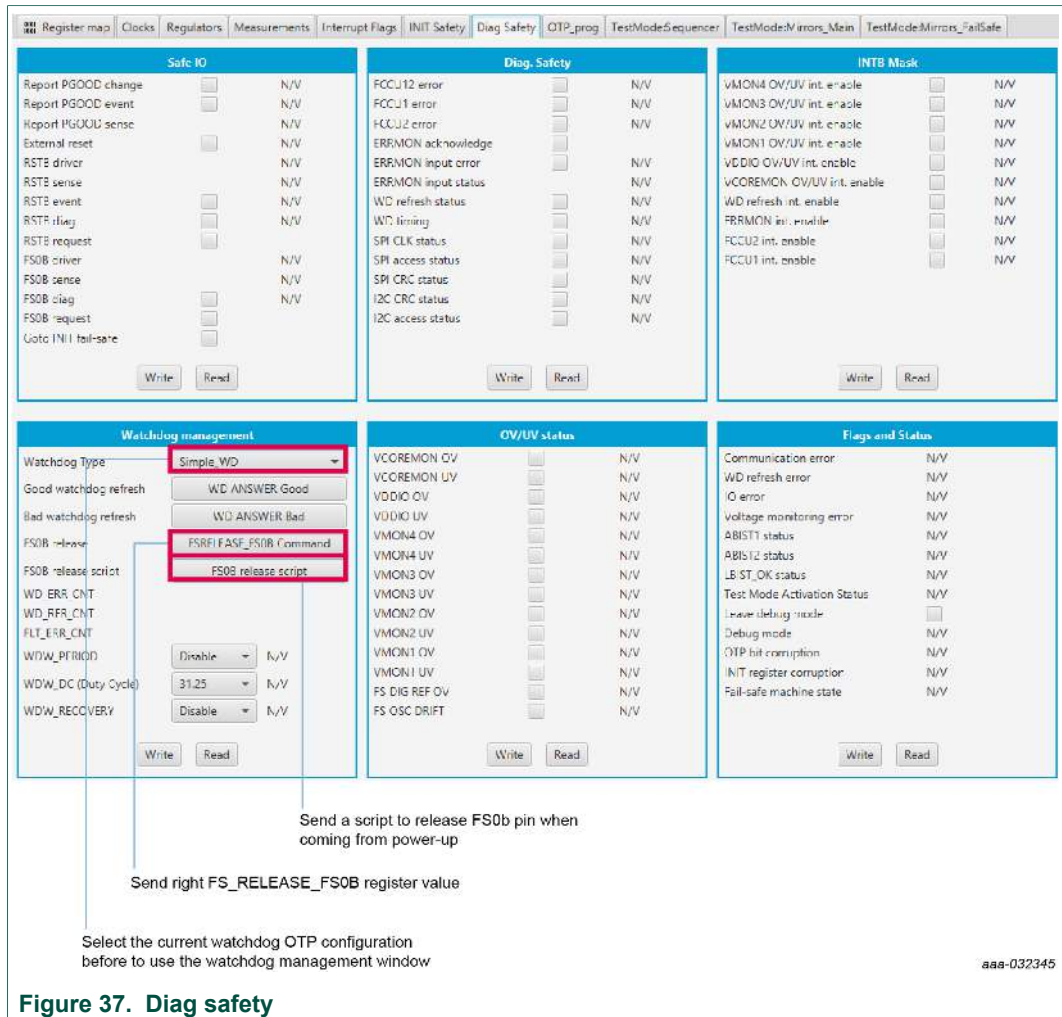 Register map Clocks Regulators Measurements Interrupt Flags INIT Safety Diag Safety OTP_prog TestMode:Sequencer TestMode:Mirrors_Main TestMode:Mirrors_FailSafe
Safe IO
Report PGOOD change N/V
Report PGOOD event N/V
Report PGOOD sense N/V
External reset N/V
RSTB driver N/V
RSTB sense N/V
RSTB event N/V
RSTB diag N/V
RSTB request
FS0B driver N/V
FS0B sense N/V
FS0B diag N/V
FS0B request
Goto INIT fail-safe
Write Read
Diag. Safety
FCCU12 error N/V
FCCU1 error N/V
FCCU2 error N/V
ERRMON acknowledge
ERRMON input error N/V
ERRMON input status N/V
WD refresh status N/V
WD timing N/V
SPI CLK status N/V
SPI access status N/V
SPI CRC status N/V
I2C CRC status N/V
I2C access status N/V
Write Read
INTB Mask
VMON4 OV/UV int. enable N/V
VMON3 OV/UV int. enable N/V
VMON2 OV/UV int. enable N/V
VMON1 OV/UV int. enable N/V
VDDIO OV/UV int. enable N/V
VCOREMON OV/UV int. enable N/V
WD refresh int. enable N/V
ERRMON int. enable N/V
FCCU2 int. enable N/V
FCCU1 int. enable N/V
Write Read
Watchdog management
Watchdog Type Simple_WD
Good watchdog refresh WD ANSWER Good
Bad watchdog refresh WD ANSWER Bad
FS0B release FSRELEASE_FS0B Command
FS0B release script FS0B release script
WD_ERR_CNT
WD_RFR_CNT
FLT_ERR_CNT
WDW_PERIOD Disable N/V
WDW_DC (Duty Cycle) 31.25 N/V
WDW_RECOVERY Disable N/V
Write Read
OV/UV status
VCOREMON OV N/V
VCOREMON UV N/V
VDDIO OV N/V
VDDIO UV N/V
VMON4 OV N/V
VMON4 UV N/V
VMON3 OV N/V
VMON3 UV N/V
VMON2 OV N/V
VMON2 UV N/V
VMON1 OV N/V
VMON1 UV N/V
FS DIG REF OV N/V
FS OSC DRIFT N/V
Write Read
Flags and Status
Communication error N/V
WD refresh error N/V
IO error N/V
Voltage monitoring error N/V
ABIST1 status N/V
ABIST2 status N/V
LBIST_OK status N/V
Test Mode Activation Status N/V
Leave debug mode
Debug mode N/V
OTP bit corruption N/V
INIT register corruption N/V
Fail-safe machine state N/V
Write Read
Send a script to release FS0b pin when
coming from power-up
Send right FS_RELEASE_FS0B register value
Select the current watchdog OTP configuration
before to use the watchdog management window
aaa-032345
Figure 37. Diag safety